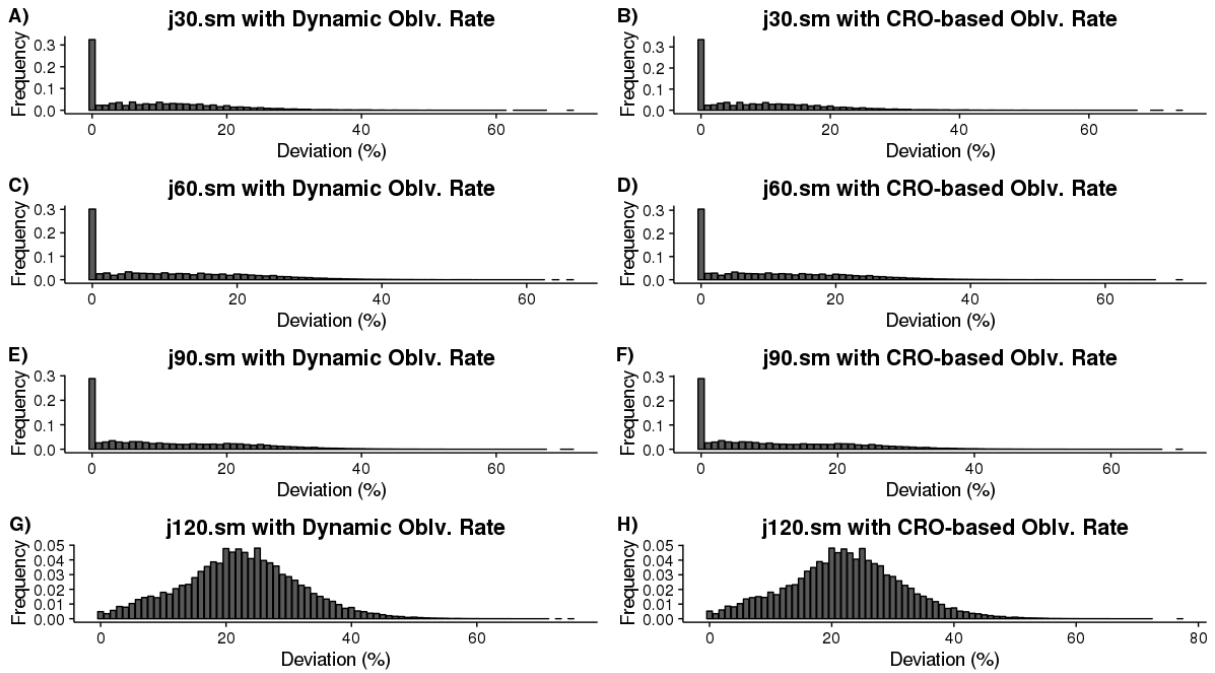 A) j30.sm with Dynamic Oblv. Rate
Frequency
0.3
0.2
0.1
0.0
0 20 40 60
Deviation (%)
B) j30.sm with CRO-based Oblv. Rate
Frequency
0.3
0.2
0.1
0.0
0 20 40 60
Deviation (%)
C) j60.sm with Dynamic Oblv. Rate
Frequency
0.3
0.2
0.1
0.0
0 20 40 60
Deviation (%)
D) j60.sm with CRO-based Oblv. Rate
Frequency
0.3
0.2
0.1
0.0
0 20 40 60
Deviation (%)
E) j90.sm with Dynamic Oblv. Rate
Frequency
0.3
0.2
0.1
0.0
0 20 40 60
Deviation (%)
F) j90.sm with CRO-based Oblv. Rate
Frequency
0.3
0.2
0.1
0.0
0 20 40 60
Deviation (%)
G) j120.sm with Dynamic Oblv. Rate
Frequency
0.05
0.04
0.03
0.02
0.01
0.00
0 20 40 60
Deviation (%)
H) j120.sm with CRO-based Oblv. Rate
Frequency
0.05
0.04
0.03
0.02
0.01
0.00
0 20 40 60 80
Deviation (%)